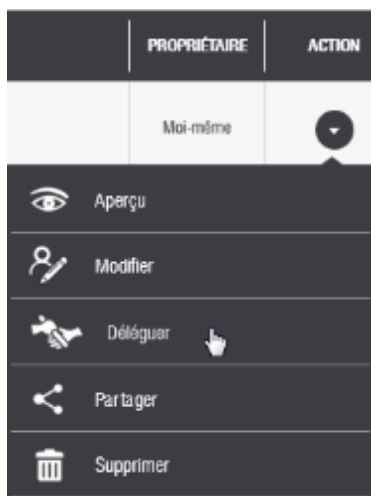 PROPRIÉTAIRE ACTION
Moi-même
Aperçu
Modifier
Déléguer
Partager
Supprimer